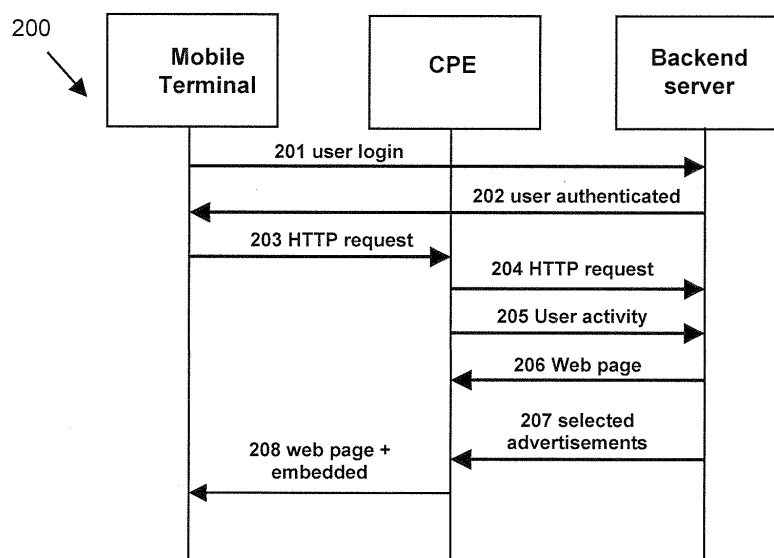 200
Mobile
Terminal
CPE
Backend
server
201 user login
202 user authenticated
203 HTTP request
204 HTTP request
205 User activity
206 Web page
207 selected
advertisements
208 web page +
embedded